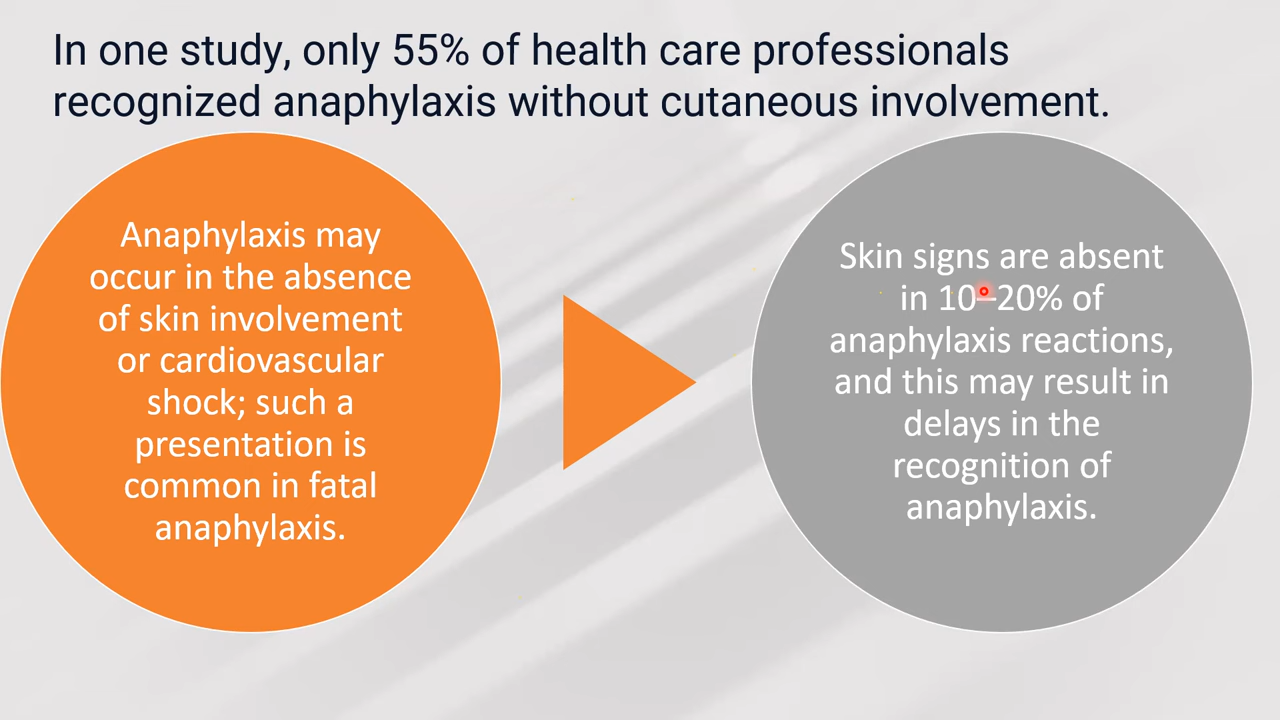 In one study, only 55% of health care professionals
recognized anaphylaxis without cutaneous involvement.
Anaphylaxis may
occur in the absence
of skin involvement
or cardiovascular
shock; such a
presentation is
common in fatal
anaphylaxis.
Skin signs are absent
in 10–20% of
anaphylaxis reactions,
and this may result in
delays in the
recognition of
anaphylaxis.